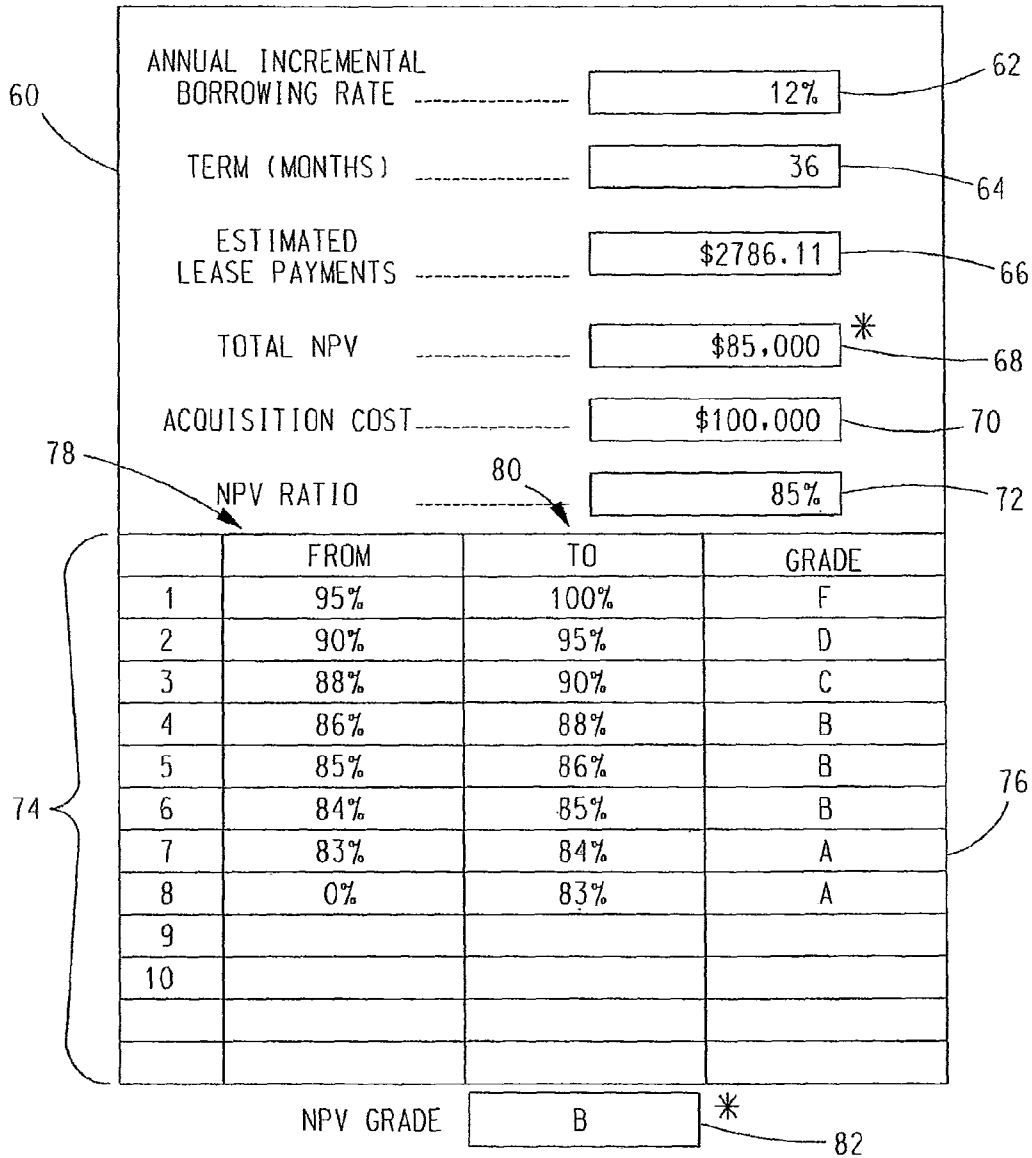 ANNUAL INCREMENTAL
BORROWING RATE 12% 62
60
TERM (MONTHS) 36
64
ESTIMATED
LEASE PAYMENTS $2786.11
66
TOTAL NPV $85,000 *
68
ACQUISITION COST $100,000 70
78
80
NPV RATIO 85% 72
FROM TO GRADE
1 95% 100% F
2 90% 95% D
3 88% 90% C
4 86% 88% B
5 85% 86% B
74 6 84% 85% B 76
7 83% 84% A
8 0% 83% A
9
10
NPV GRADE B *
82